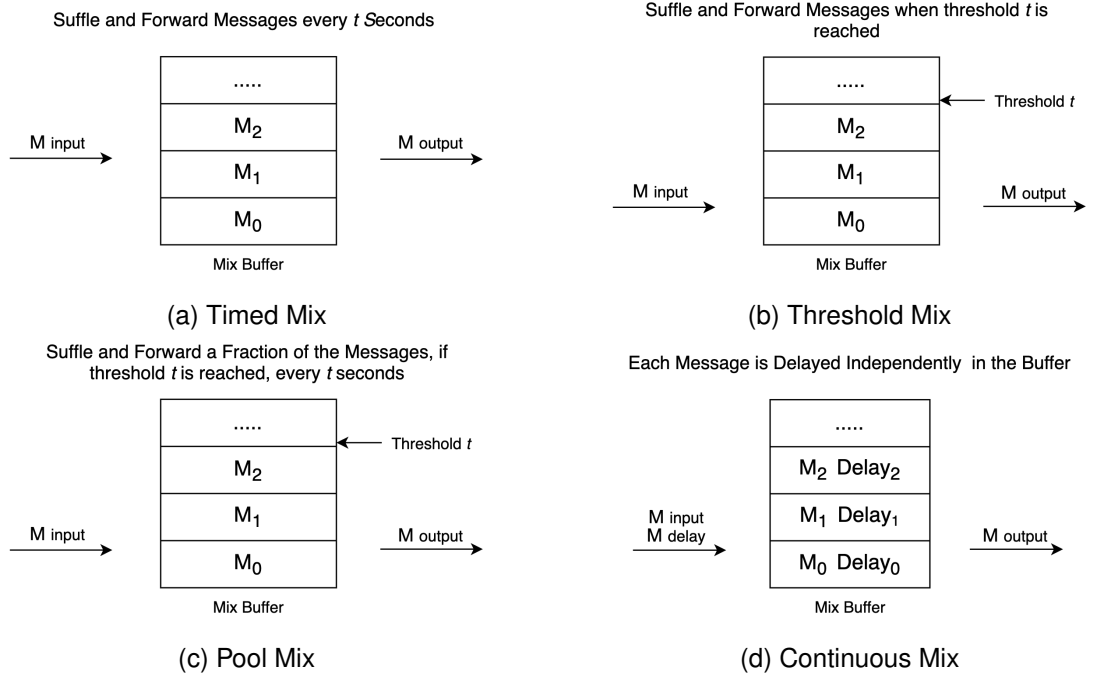 Suffle and Forward Messages every t Seconds
.....
M2
M input
M output
M1
M0
Mix Buffer
(a) Timed Mix
Suffle and Forward Messages when threshold t is
reached
.....
Threshold t
M2
M1
M input
M output
M0
Mix Buffer
(b) Threshold Mix
Suffle and Forward a Fraction of the Messages, if
threshold t is reached, every t seconds
.....
Threshold t
M2
M1
M input
M output
M0
Mix Buffer
(c) Pool Mix
Each Message is Delayed Independently in the Buffer
.....
M2 Delay2
M1 Delay1
M input
M delay
M output
M0 Delay0
Mix Buffer
(d) Continuous Mix